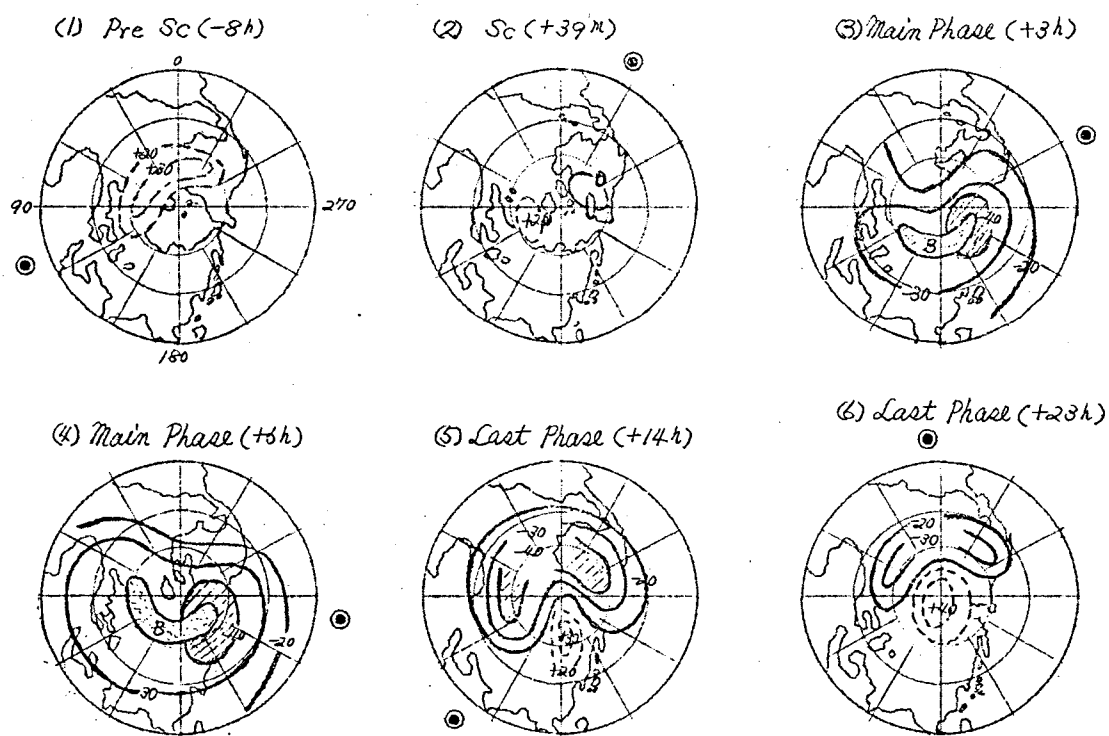 (1) Pre Sc (-8h)
(2) Sc (+39m)
(3) Main Phase (+3h)
0
+20
+30
90
270
180
+20
0
-40
B
-20
-30
(4) Main Phase (+6h)
(5) Last Phase (+14h)
(6) Last Phase (+23h)
B
-40
-20
-30
-30
-40
-20
+20
-20
-30
+40